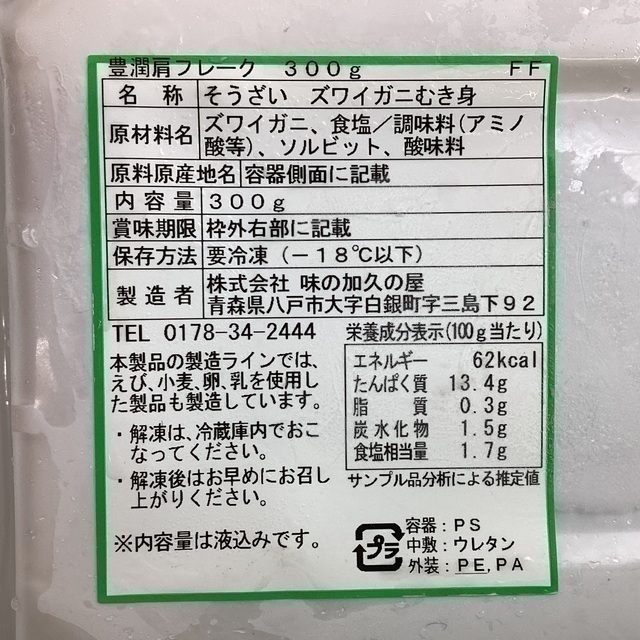 豊潤肩フレーク　300g　FF
名称　そうざい　ズワイガニむき身
原材料名　ズワイガニ、食塩／調味料(アミノ
酸等)、ソルビット、酸味料
原料原産地名　容器側面に記載
内容量　300g
賞味期限　枠外右部に記載
保存方法　要冷凍（－18℃以下）
製造者　株式会社 味の加久の屋
青森県八戸市大字白銀町字三島下92
TEL 0178-34-2444
本製品の製造ラインでは、
えび、小麦、卵、乳を使用し
た製品も製造しています。
・解凍は、冷蔵庫内でおこ
なってください。
・解凍後はお早めにお召し
上がりください。
※内容量は液込みです。
栄養成分表示(100g当たり)
エネルギー　62kcal
たんぱく質　13.4g
脂質　0.3g
炭水化物　1.5g
食塩相当量　1.7g
サンプル品分析による推定値
プラ
容器：PS
中敷：ウレタン
外装：PE,PA